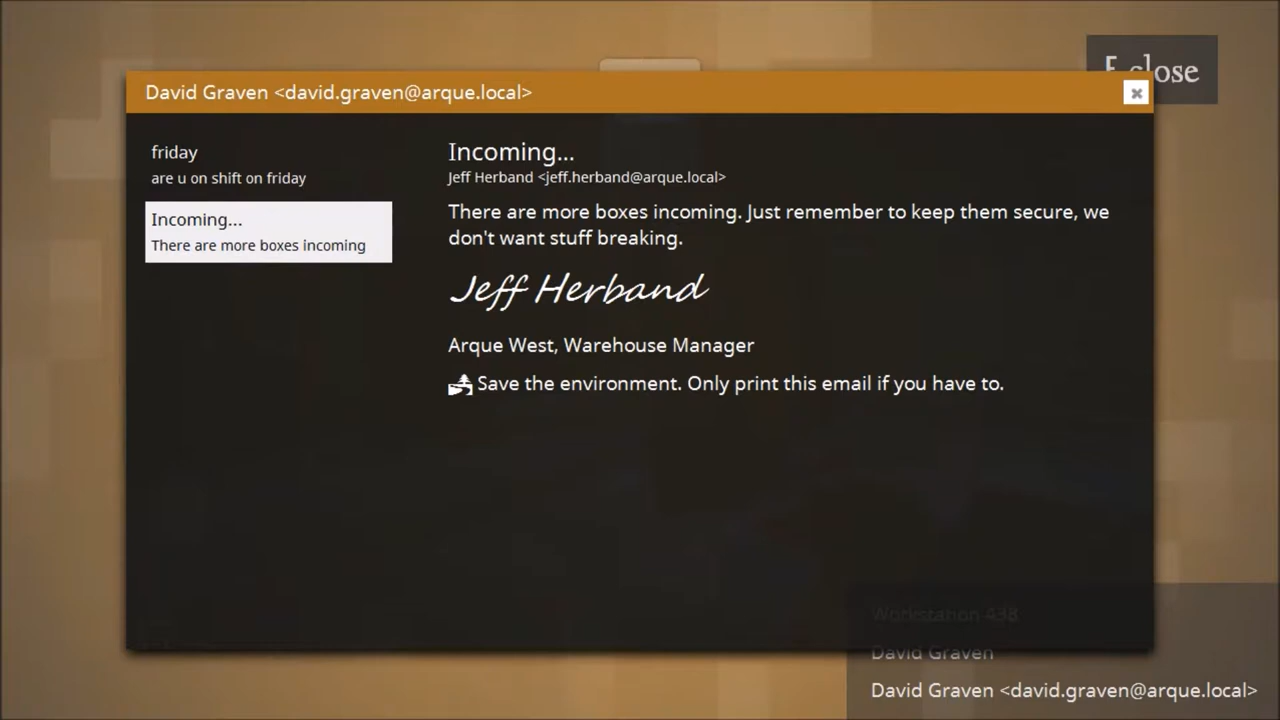 close
David Graven <david.graven@arque.local>
friday
are u on shift on friday
Incoming...
There are more boxes incoming
Incoming...
Jeff Herband <jeff.herband@arque.local>
There are more boxes incoming. Just remember to keep them secure, we
don't want stuff breaking.
Jeff Herband
Arque West, Warehouse Manager
Save the environment. Only print this email if you have to.
Workstation 438
David Graven
David Graven <david.graven@arque.local>